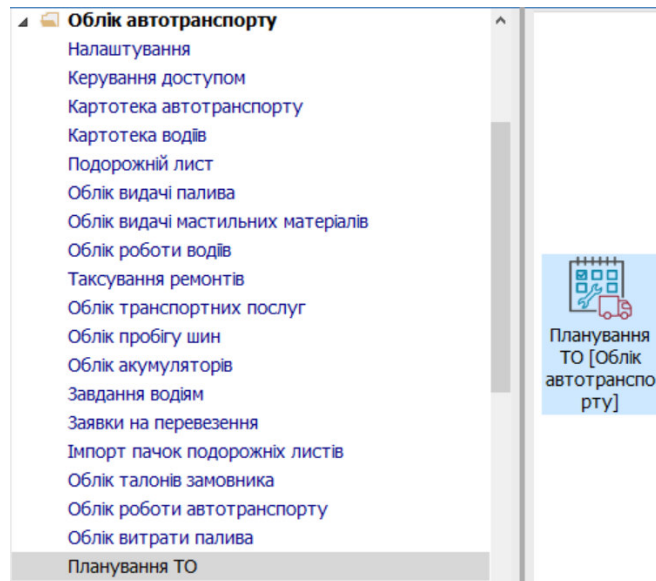 Облік автотранспорту
Налаштування
Керування доступом
Картотека автотранспорту
Картотека водіїв
Подорожній лист
Облік видачі палива
Облік видачі мастильних матеріалів
Облік роботи водіїв
Таксування ремонтів
Облік транспортних послуг
Облік пробігу шин
Облік акумуляторів
Завдання водіям
Заявки на перевезення
Імпорт пачок подорожніх листів
Облік талонів замовника
Облік роботи автотранспорту
Облік витрати палива
Планування ТО
Планування
ТО [Облік
автотранспо
рту]